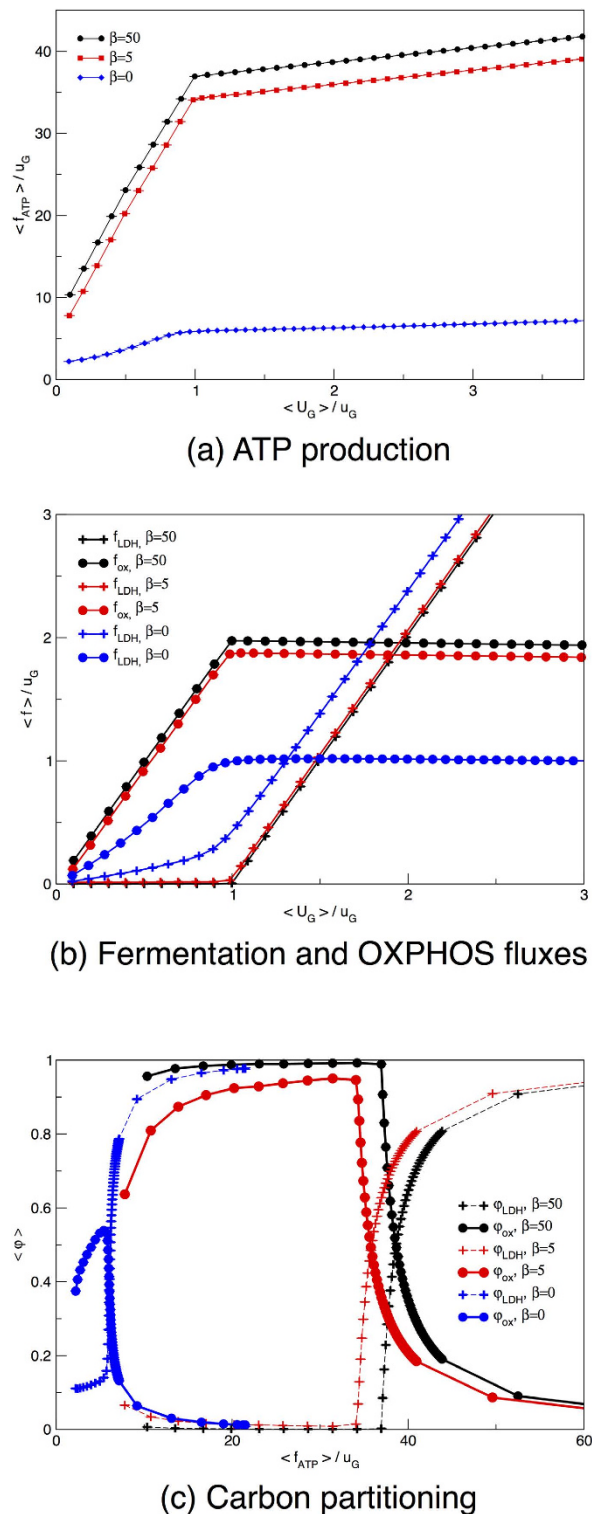 β=50
β=5
β=0
40
30
20
10
0
< f_ATP > / u_G
0 1 2 3
< U_G > / u_G
(a) ATP production
f_LDH, β=50
f_ox, β=50
f_LDH, β=5
f_ox, β=5
f_LDH, β=0
f_LDH, β=0
3
2
1
0
< f > / u_G
0 1 2 3
< U_G > / u_G
(b) Fermentation and OXPHOS fluxes
1
0.8
0.6
0.4
0.2
0
< φ >
φ_LDH, β=50
φ_ox, β=50
φ_LDH, β=5
φ_ox, β=5
φ_LDH, β=0
φ_ox, β=0
0 20 40 60
< f_ATP > / u_G
(c) Carbon partitioning